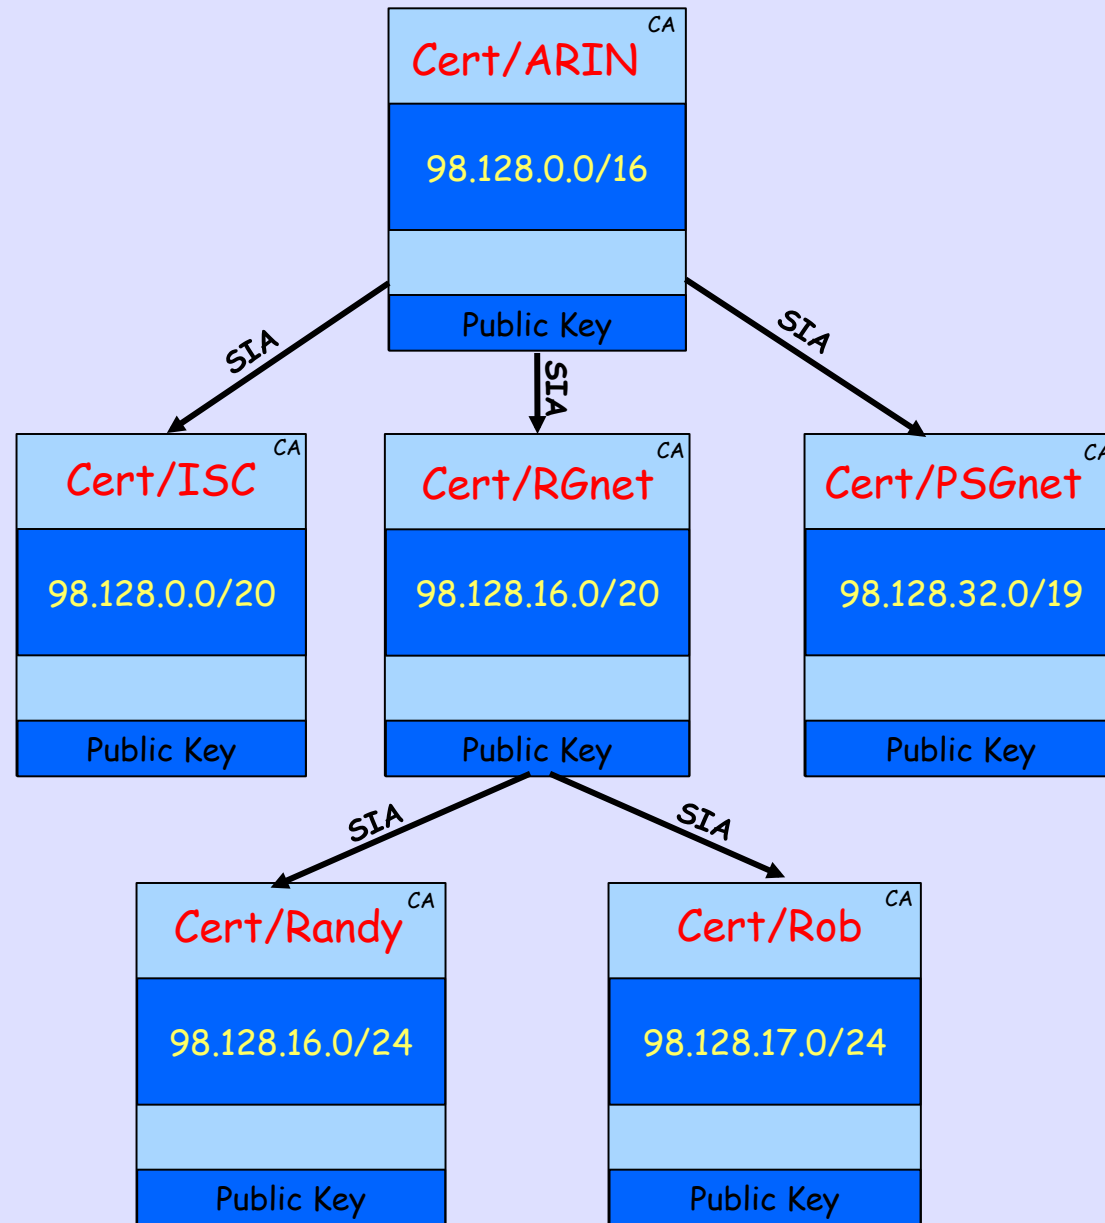 CA
Cert/ARIN
98.128.0.0/16
Public Key
SIA
SIA
SIA
CA
Cert/ISC
98.128.0.0/20
Public Key
CA
Cert/RGnet
98.128.16.0/20
Public Key
CA
Cert/PSGnet
98.128.32.0/19
Public Key
SIA
SIA
CA
Cert/Randy
98.128.16.0/24
Public Key
CA
Cert/Rob
98.128.17.0/24
Public Key